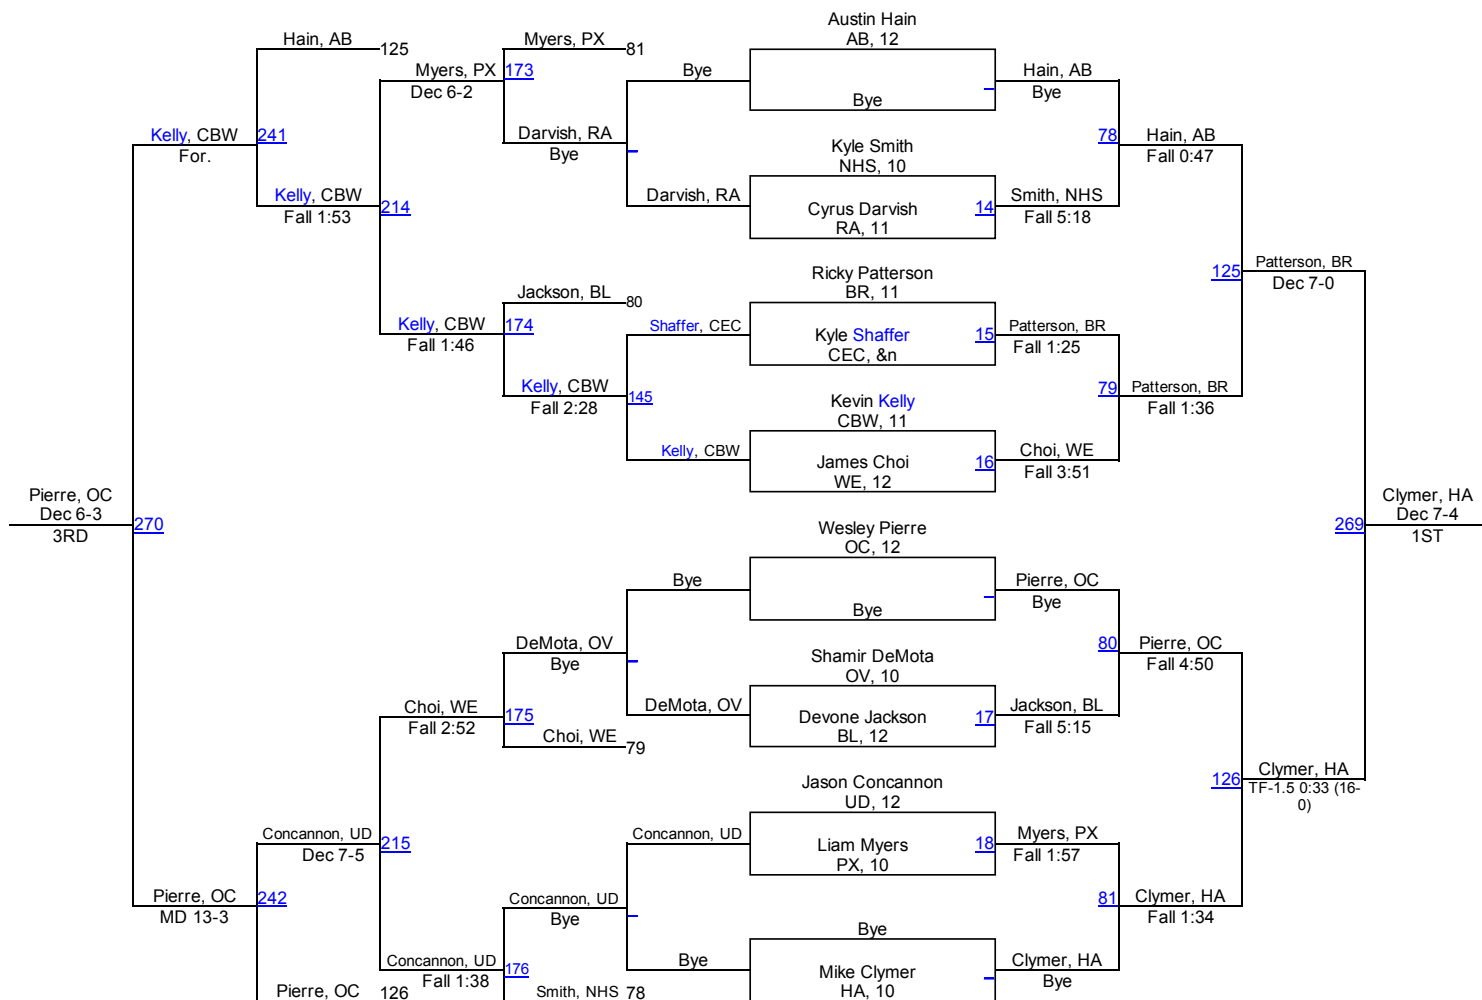 Austin Hain
AB, 12
Hain, AB
125
Myers, PX
81
Myers, PX
173
Dec 6-2
Bye
Bye
Hain, AB
Bye
Kelly, CBW
241
For.
Darvish, RA
Bye
Kyle Smith
NHS, 10
78
Hain, AB
Fall 0:47
Kelly, CBW
Fall 1:53
214
Darvish, RA
Cyrus Darvish
RA, 11
14
Smith, NHS
Fall 5:18
Ricky Patterson
BR, 11
125
Patterson, BR
Dec 7-0
Jackson, BL
80
Kelly, CBW
174
Fall 1:46
Shaffer, CEC
Kyle Shaffer
CEC, &n
15
Patterson, BR
Fall 1:25
Kelly, CBW
Fall 2:28
145
Kevin Kelly
CBW, 11
79
Patterson, BR
Fall 1:36
Kelly, CBW
James Choi
WE, 12
16
Choi, WE
Fall 3:51
Pierre, OC
Dec 6-3
3RD
270
Wesley Pierre
OC, 12
269
Clymer, HA
Dec 7-4
1ST
Bye
Bye
Pierre, OC
Bye
DeMota, OV
Bye
Shamir DeMota
OV, 10
80
Pierre, OC
Fall 4:50
Choi, WE
Fall 2:52
175
DeMota, OV
Devone Jackson
BL, 12
17
Jackson, BL
Fall 5:15
Choi, WE
79
Jason Concannon
UD, 12
126
Clymer, HA
TF-1.5 0:33 (16-
0)
Concannon, UD
Dec 7-5
215
Concannon, UD
Liam Myers
PX, 10
18
Myers, PX
Fall 1:57
Pierre, OC
MD 13-3
242
Concannon, UD
Bye
Bye
81
Clymer, HA
Fall 1:34
Concannon, UD
Fall 1:38
176
Bye
Mike Clymer
HA, 10
Clymer, HA
Bye
Pierre, OC
126
Smith, NHS
78